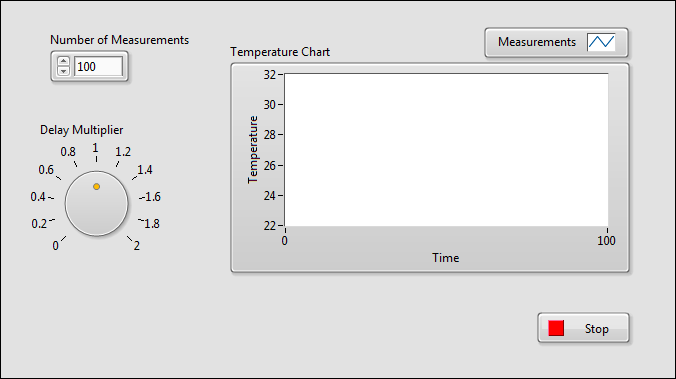 Number of Measurements
100
Temperature Chart
Measurements
Delay Multiplier
0
0.2
0.4
0.6
0.8
1
1.2
1.4
1.6
1.8
2
Temperature
32
30
28
26
24
22
0
100
Time
Stop